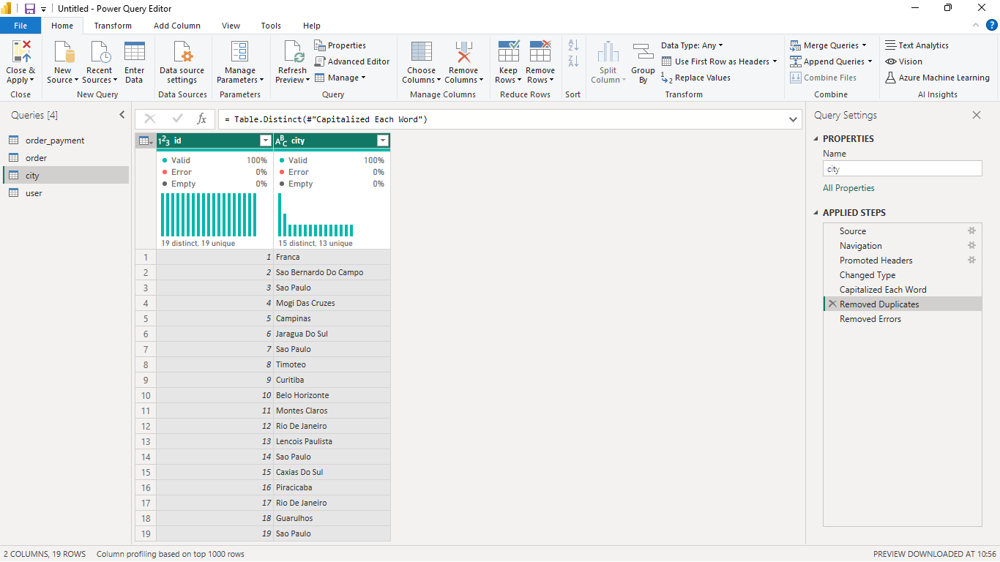 Untitled - Power Query Editor
File Home Transform Add Column View Tools Help
Close & Apply
Close
New Source
Recent Sources
Enter Data
New Query
Data source settings
Data Sources
Manage Parameters
Parameters
Refresh Preview
Properties
Advanced Editor
Manage
Query
Choose Columns
Remove Columns
Manage Columns
Keep Rows
Remove Rows
Reduce Rows
Sort
Split Column
Group By
Data Type: Any
Use First Row as Headers
Replace Values
Transform
Merge Queries
Append Queries
Combine Files
Combine
Text Analytics
Vision
Azure Machine Learning
AI Insights
Queries [4]
order_payment
order
city
user
fx = Table.Distinct(#"Capitalized Each Word")
123 id ABC city
Valid 100% Valid 100%
Error 0% Error 0%
Empty 0% Empty 0%
19 distinct, 19 unique 15 distinct, 13 unique
1 1 Franca
2 2 Sao Bernardo Do Campo
3 3 Sao Paulo
4 4 Mogi Das Cruzes
5 5 Campinas
6 6 Jaragua Do Sul
7 7 Sao Paulo
8 8 Timoteo
9 9 Curitiba
10 10 Belo Horizonte
11 11 Montes Claros
12 12 Rio De Janeiro
13 13 Lencois Paulista
14 14 Sao Paulo
15 15 Caxias Do Sul
16 16 Piracicaba
17 17 Rio De Janeiro
18 18 Guarulhos
19 19 Sao Paulo
Query Settings
PROPERTIES
Name
city
All Properties
APPLIED STEPS
Source
Navigation
Promoted Headers
Changed Type
Capitalized Each Word
Removed Duplicates
Removed Errors
2 COLUMNS, 19 ROWS Column profiling based on top 1000 rows PREVIEW DOWNLOADED AT 10:56